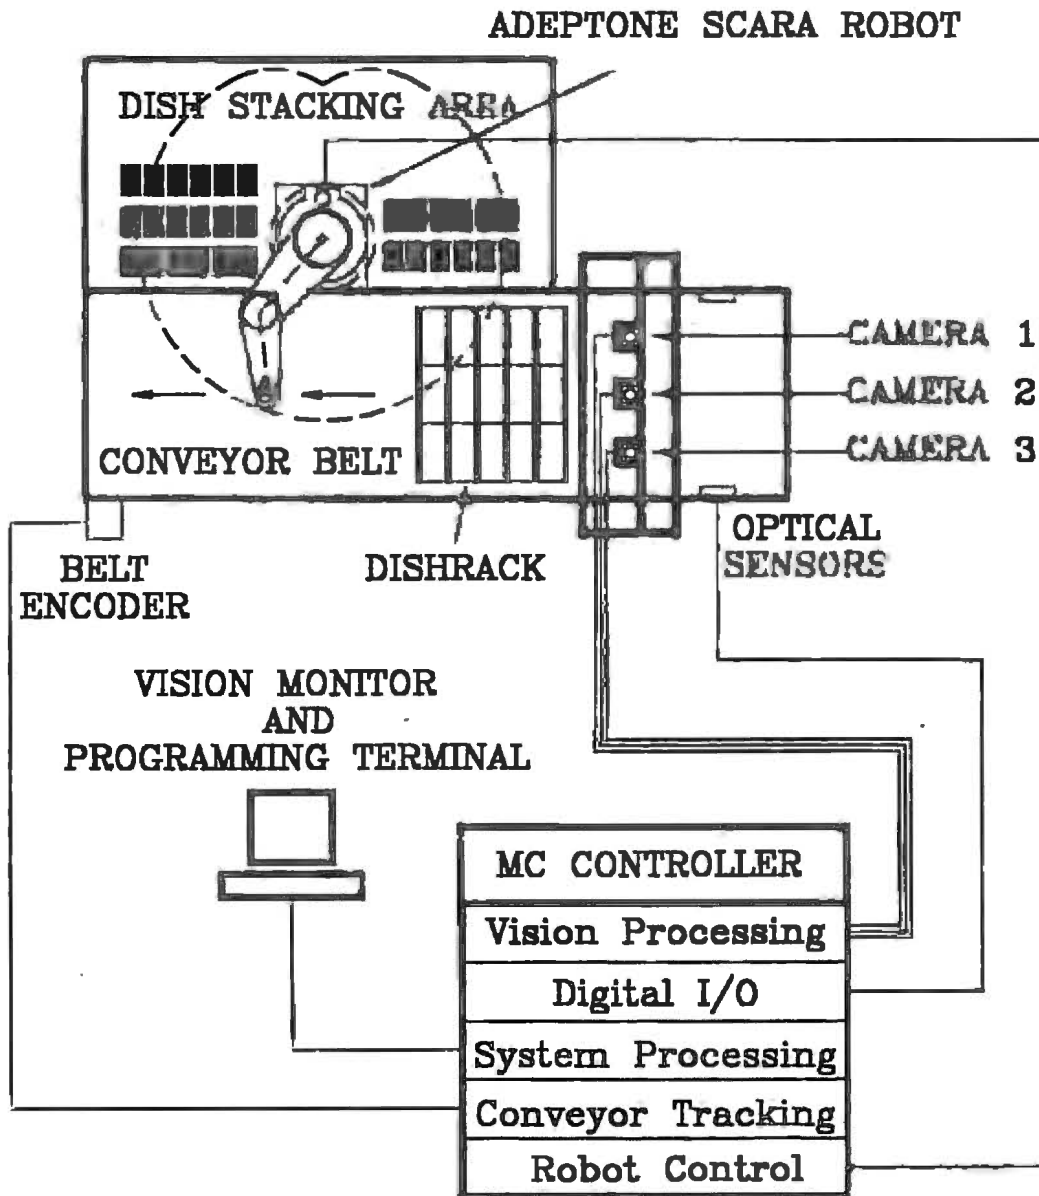 ADEPTONE SCARA ROBOT
DISH STACKING AREA
CAMERA 1
CAMERA 2
CAMERA 3
CONVEYOR BELT
OPTICAL
SENSORS
BELT
ENCODER
DISHRACK
VISION MONITOR
AND
PROGRAMMING TERMINAL
MC CONTROLLER
Vision Processing
Digital I/O
System Processing
Conveyor Tracking
Robot Control